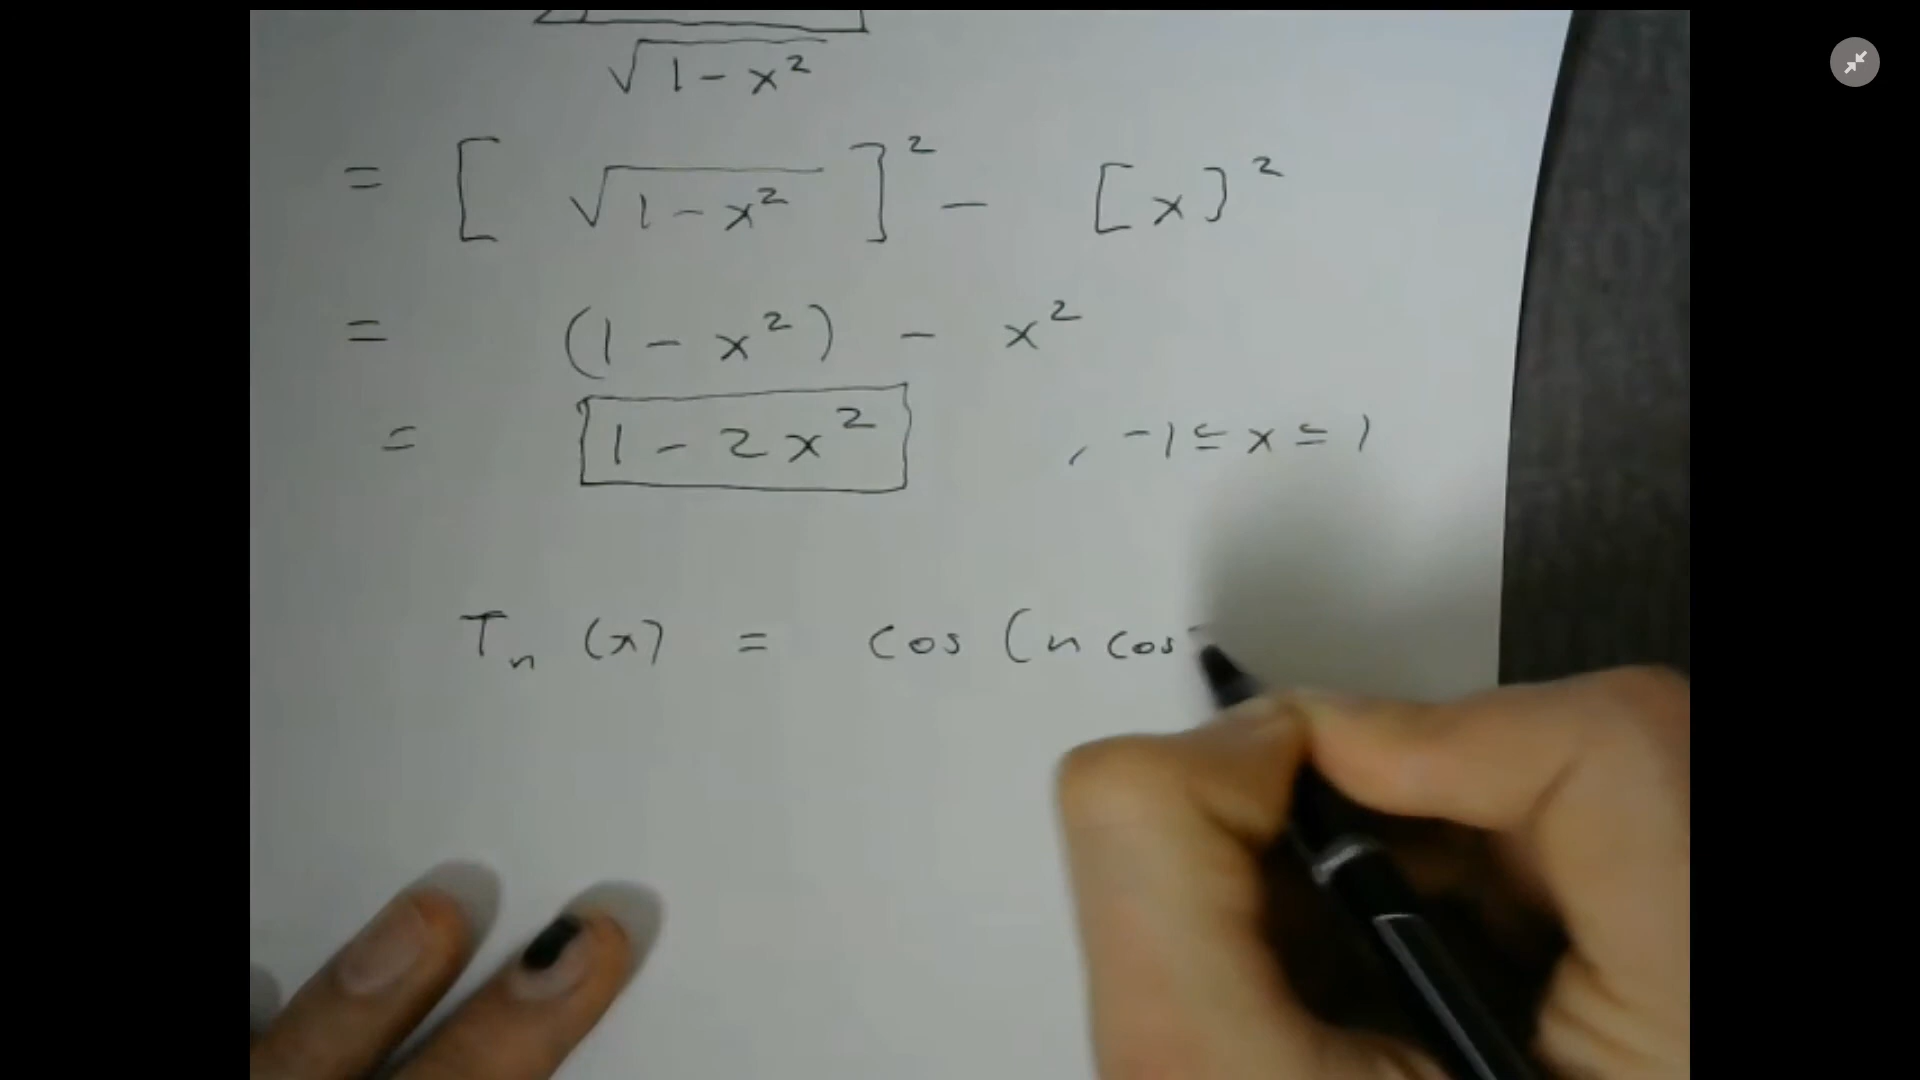 √(1 - x²)
= [ √(1 - x²) ]² - [x]²
= (1 - x²) - x²
= 1 - 2x² , -1 ≤ x ≤ 1
Tₙ (x) = cos (n cos⁻